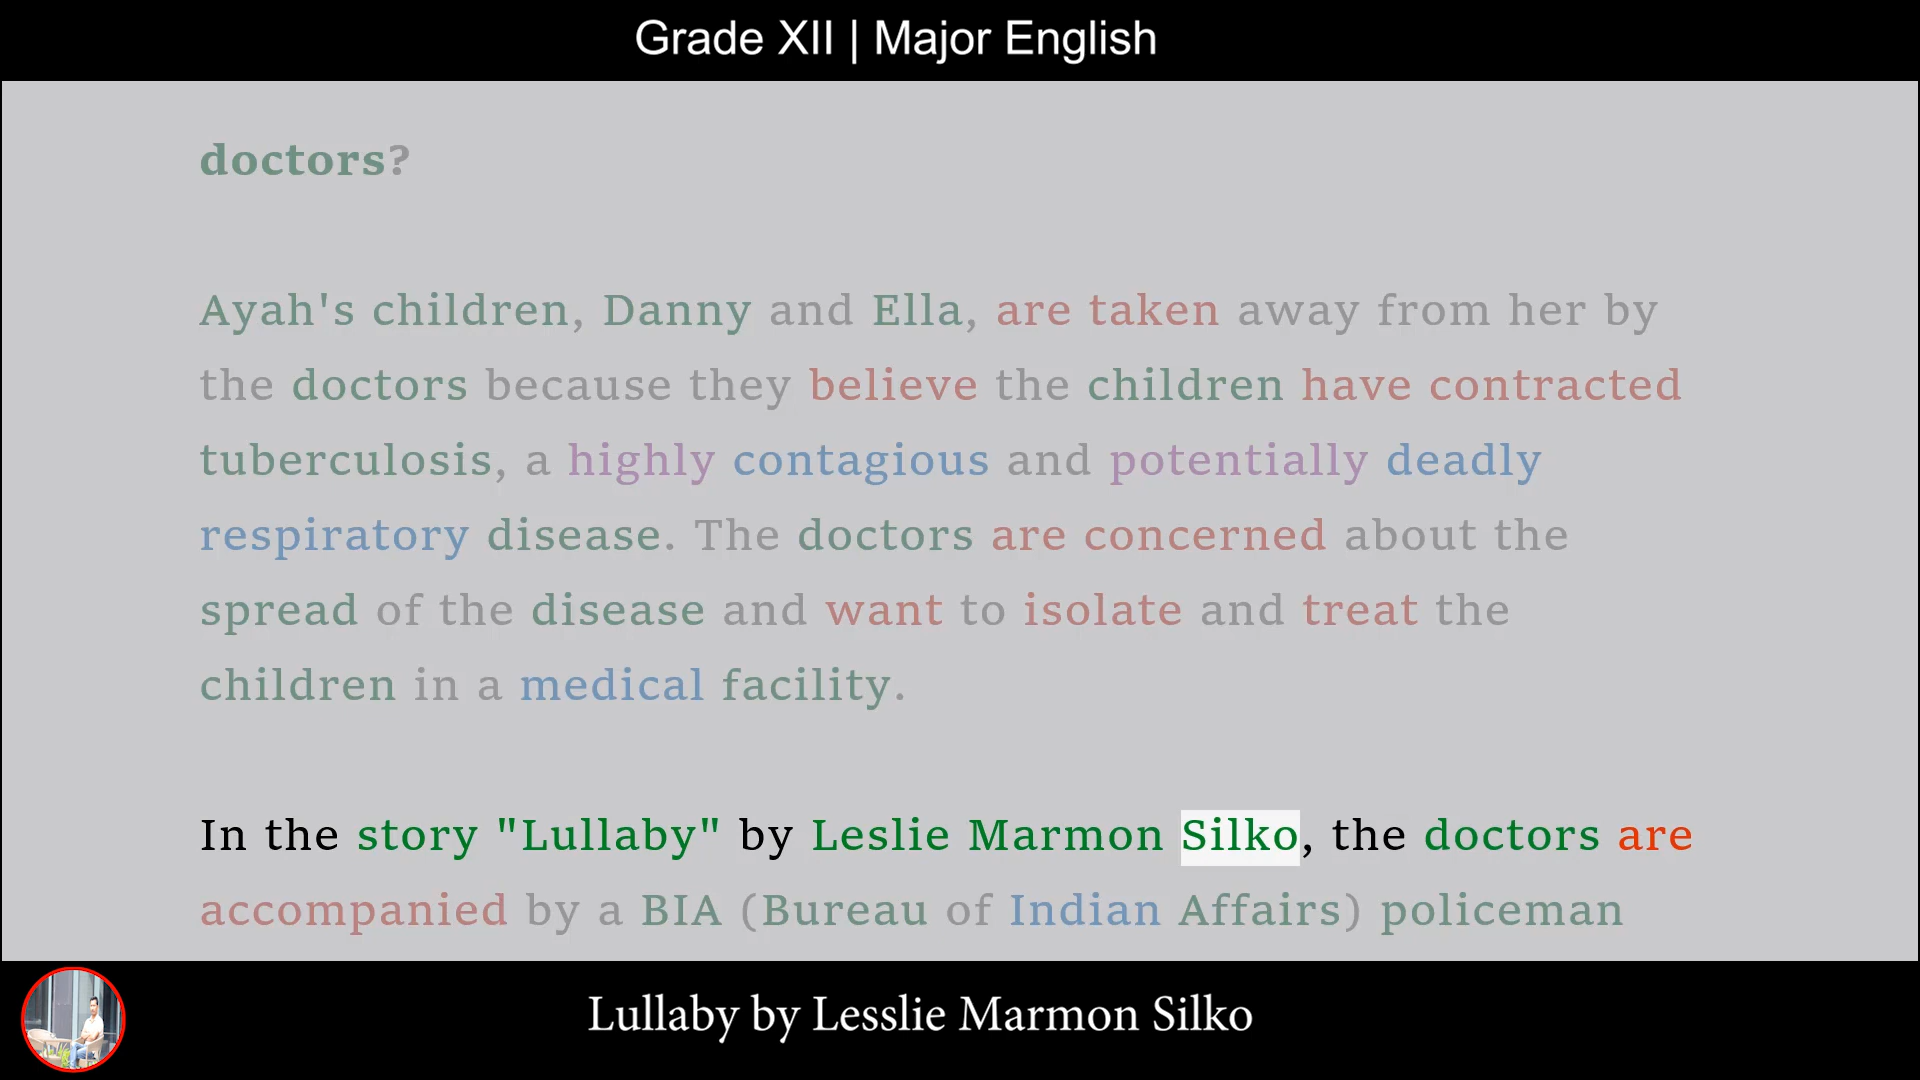 Grade XII | Major English
doctors?
Ayah's children, Danny and Ella, are taken away from her by
the doctors because they believe the children have contracted
tuberculosis, a highly contagious and potentially deadly
respiratory disease. The doctors are concerned about the
spread of the disease and want to isolate and treat the
children in a medical facility.
In the story "Lullaby" by Leslie Marmon Silko, the doctors are
accompanied by a BIA (Bureau of Indian Affairs) policeman
Lullaby by Lesslie Marmon Silko